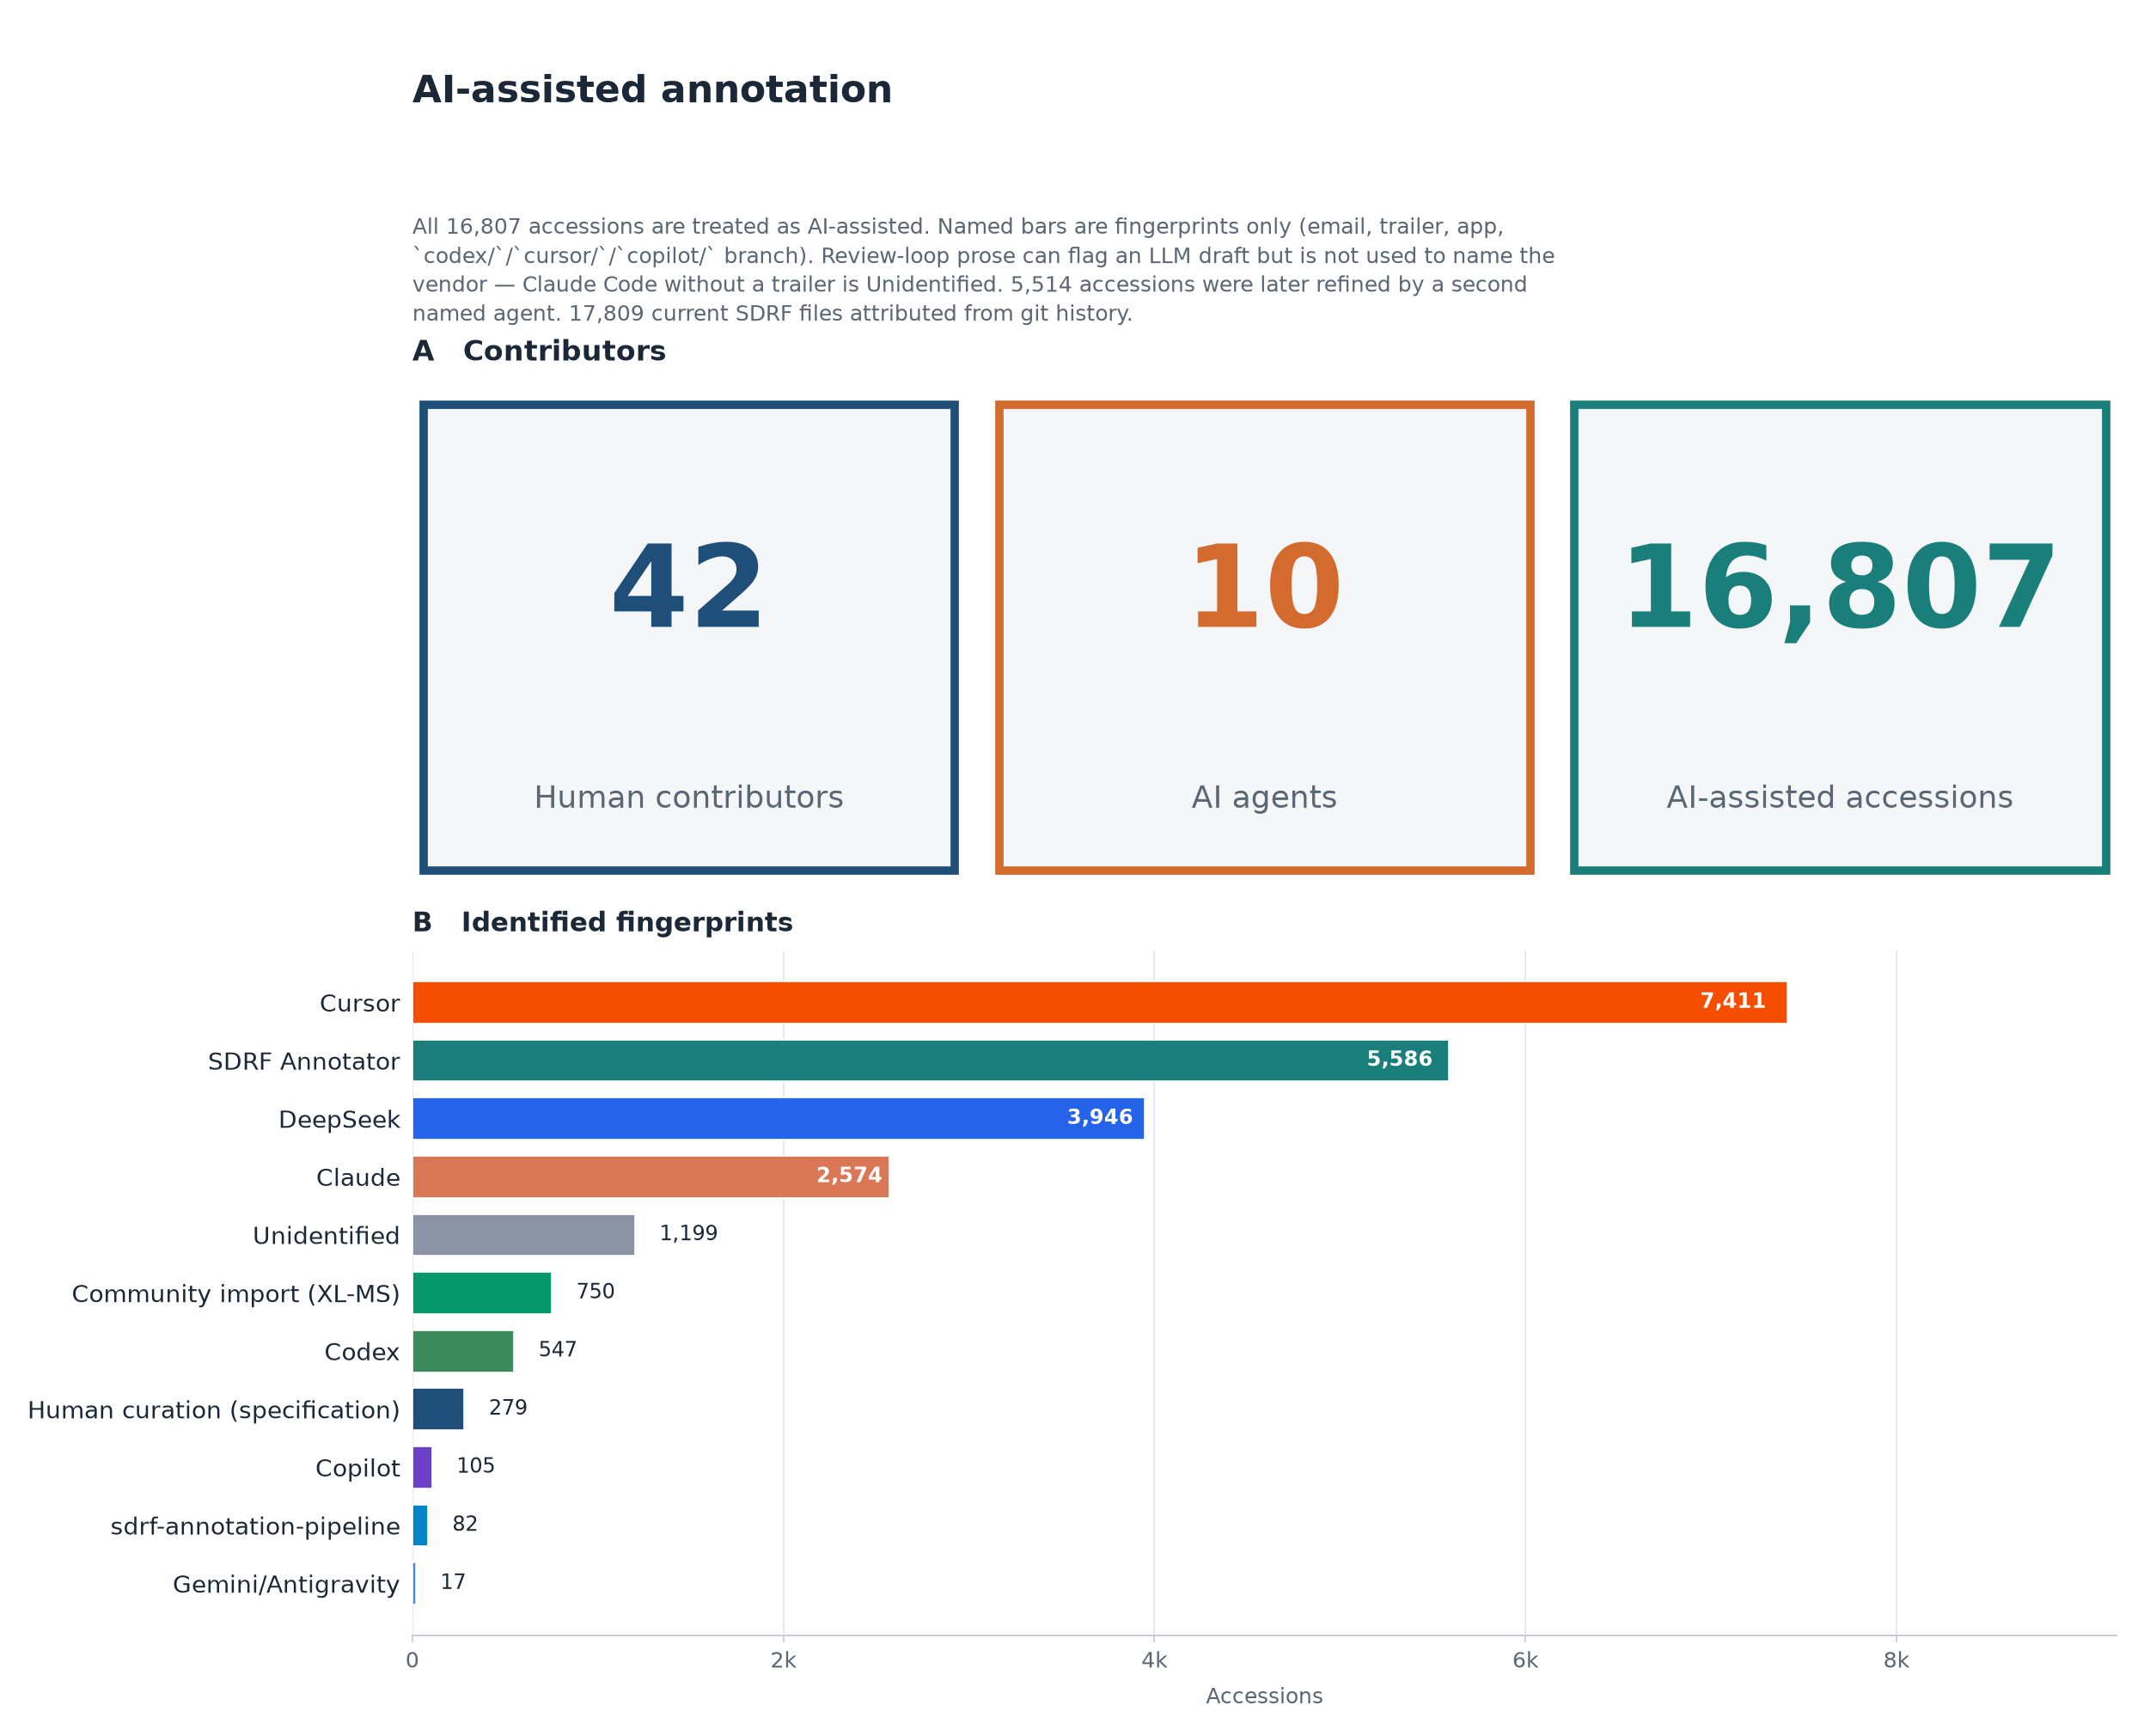 AI-assisted annotation
All 16,807 accessions are treated as AI-assisted. Named bars are fingerprints only (email, trailer, app,
`codex/`/`cursor/`/`copilot/` branch). Review-loop prose can flag an LLM draft but is not used to name the
vendor — Claude Code without a trailer is Unidentified. 5,514 accessions were later refined by a second
named agent. 17,809 current SDRF files attributed from git history.
A Contributors
42
Human contributors
10
AI agents
16,807
AI-assisted accessions
B Identified fingerprints
Cursor 7,411
SDRF Annotator 5,586
DeepSeek 3,946
Claude 2,574
Unidentified 1,199
Community import (XL-MS) 750
Codex 547
Human curation (specification) 279
Copilot 105
sdrf-annotation-pipeline 82
Gemini/Antigravity 17
0 2k 4k 6k 8k
Accessions